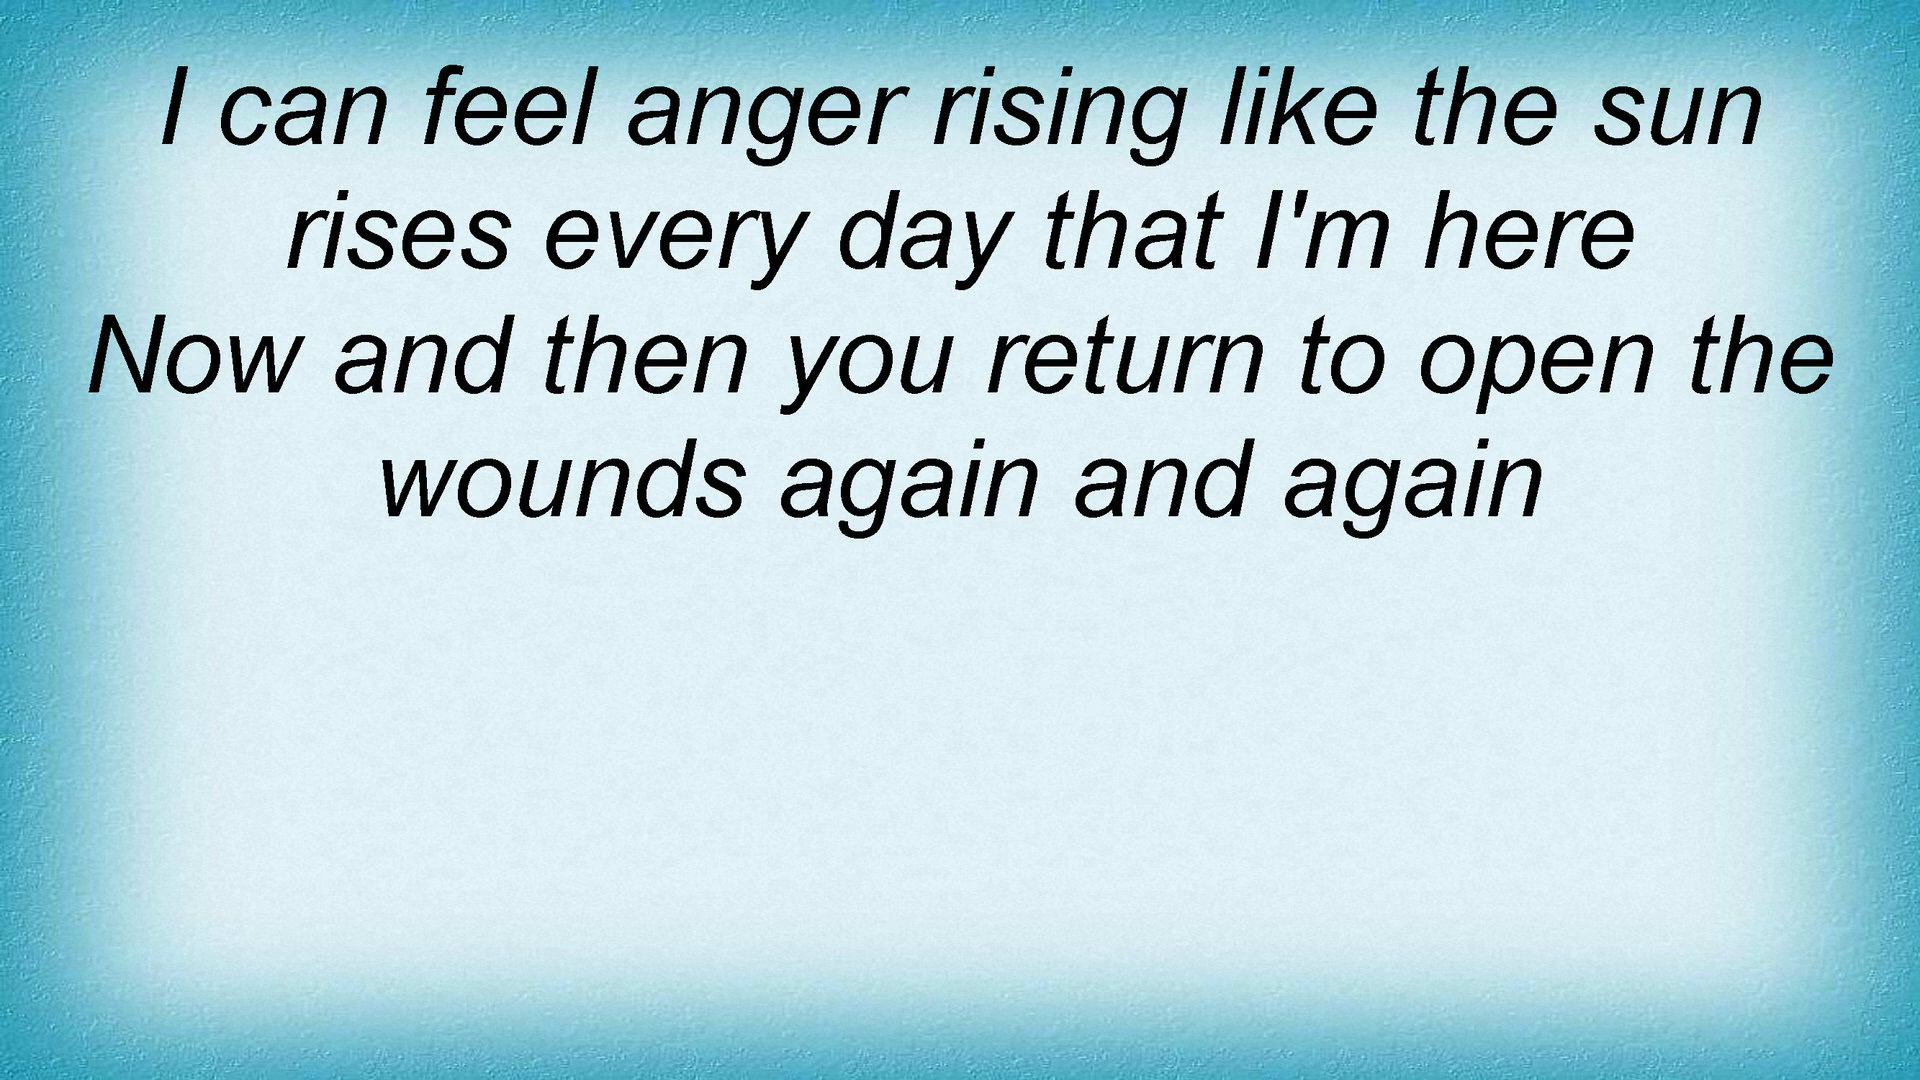 I can feel anger rising like the sun
rises every day that I'm here
Now and then you return to open the
wounds again and again